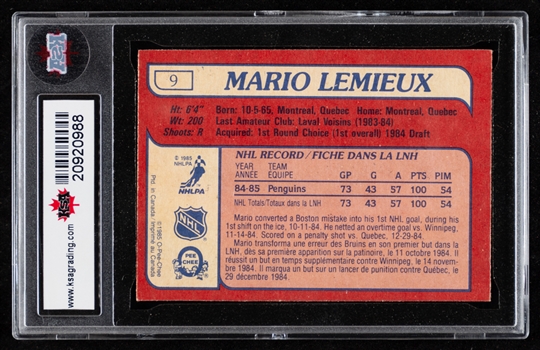 KSA
www.ksagrading.com
KSA
20920988
9
MARIO LEMIEUX
Ht: 6'4" Born: 10-5-65, Montreal, Quebec Home: Montreal, Quebec
Wt: 200 Last Amateur Club: Laval Voisins (1983-84)
Shoots: R Acquired: 1st Round Choice (1st overall) 1984 Draft
© 1985
NHLPA
NHLPA
NHL
O PEE CHEE
Ptd. in Canada/Imprimé au Canada
©1985 O-Pee-Chee
NHL RECORD/FICHE DANS LA LNH
YEAR TEAM
ANNÉE ÉQUIPE GP G A PTS PIM
84-85 Penguins 73 43 57 100 54
NHL Totals/Totaux dans la LNH 73 43 57 100 54
Mario converted a Boston mistake into his 1st NHL goal, during his
1st shift on the ice, 10-11-84. He netted an overtime goal vs. Winnipeg,
11-14-84. Scored on a penalty shot vs. Quebec, 12-29-84.
Mario transforma une erreur des Bruins en son premier but dans la
LNH, dès sa première apparition sur la patinoire, le 11 octobre 1984. Il
réussit un but en temps supplémentaire contre Winnipeg, le 14 novem-
bre 1984. Il marqua un but sur un lancer de punition contre Québec, le
29 décembre 1984.